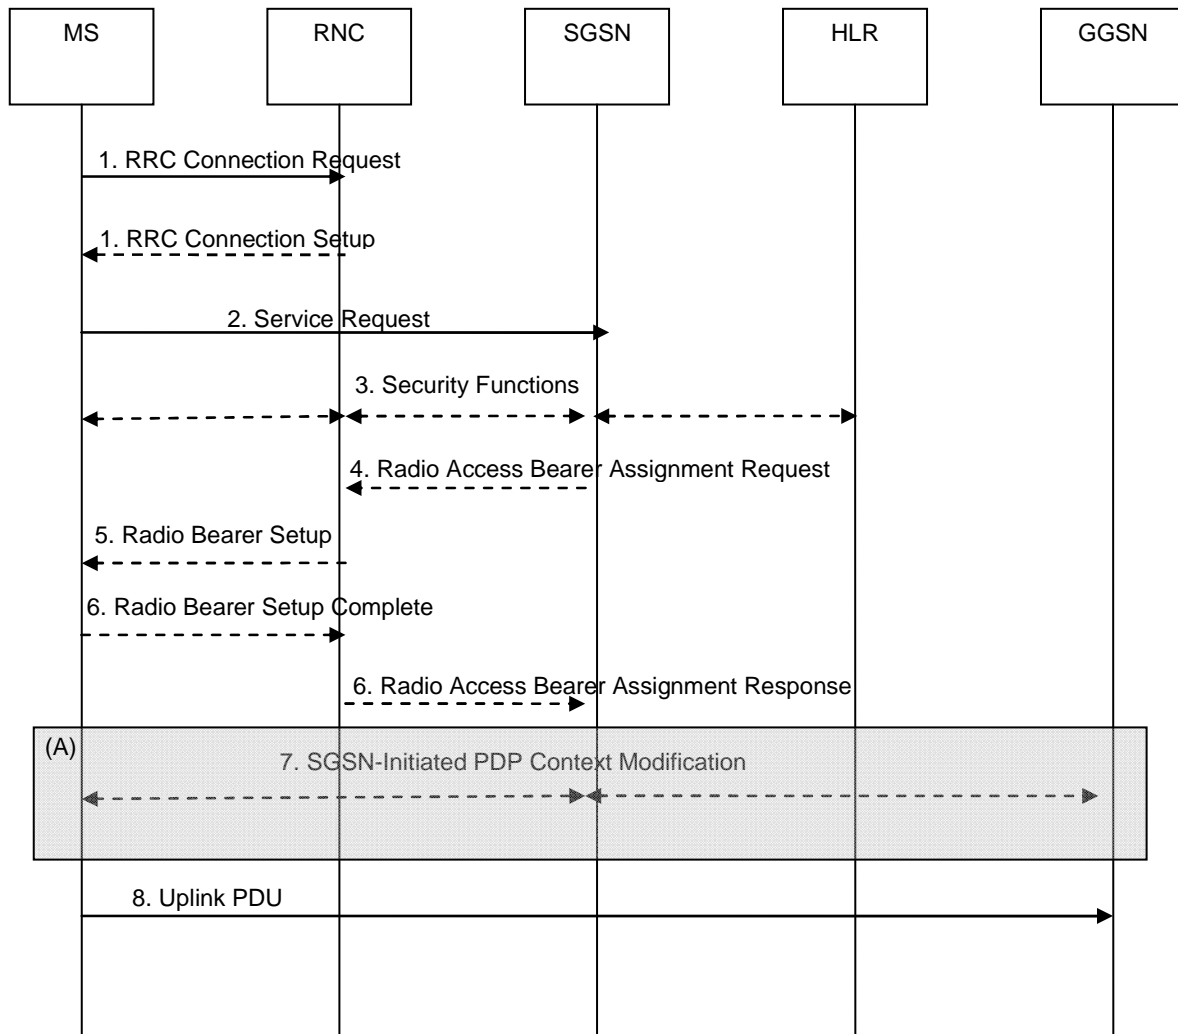 MS
RNC
SGSN
HLR
GGSN
1. RRC Connection Request
1. RRC Connection Setup
2. Service Request
3. Security Functions
4. Radio Access Bearer Assignment Request
5. Radio Bearer Setup
6. Radio Bearer Setup Complete
6. Radio Access Bearer Assignment Response
(A)
7. SGSN-Initiated PDP Context Modification
8. Uplink PDU